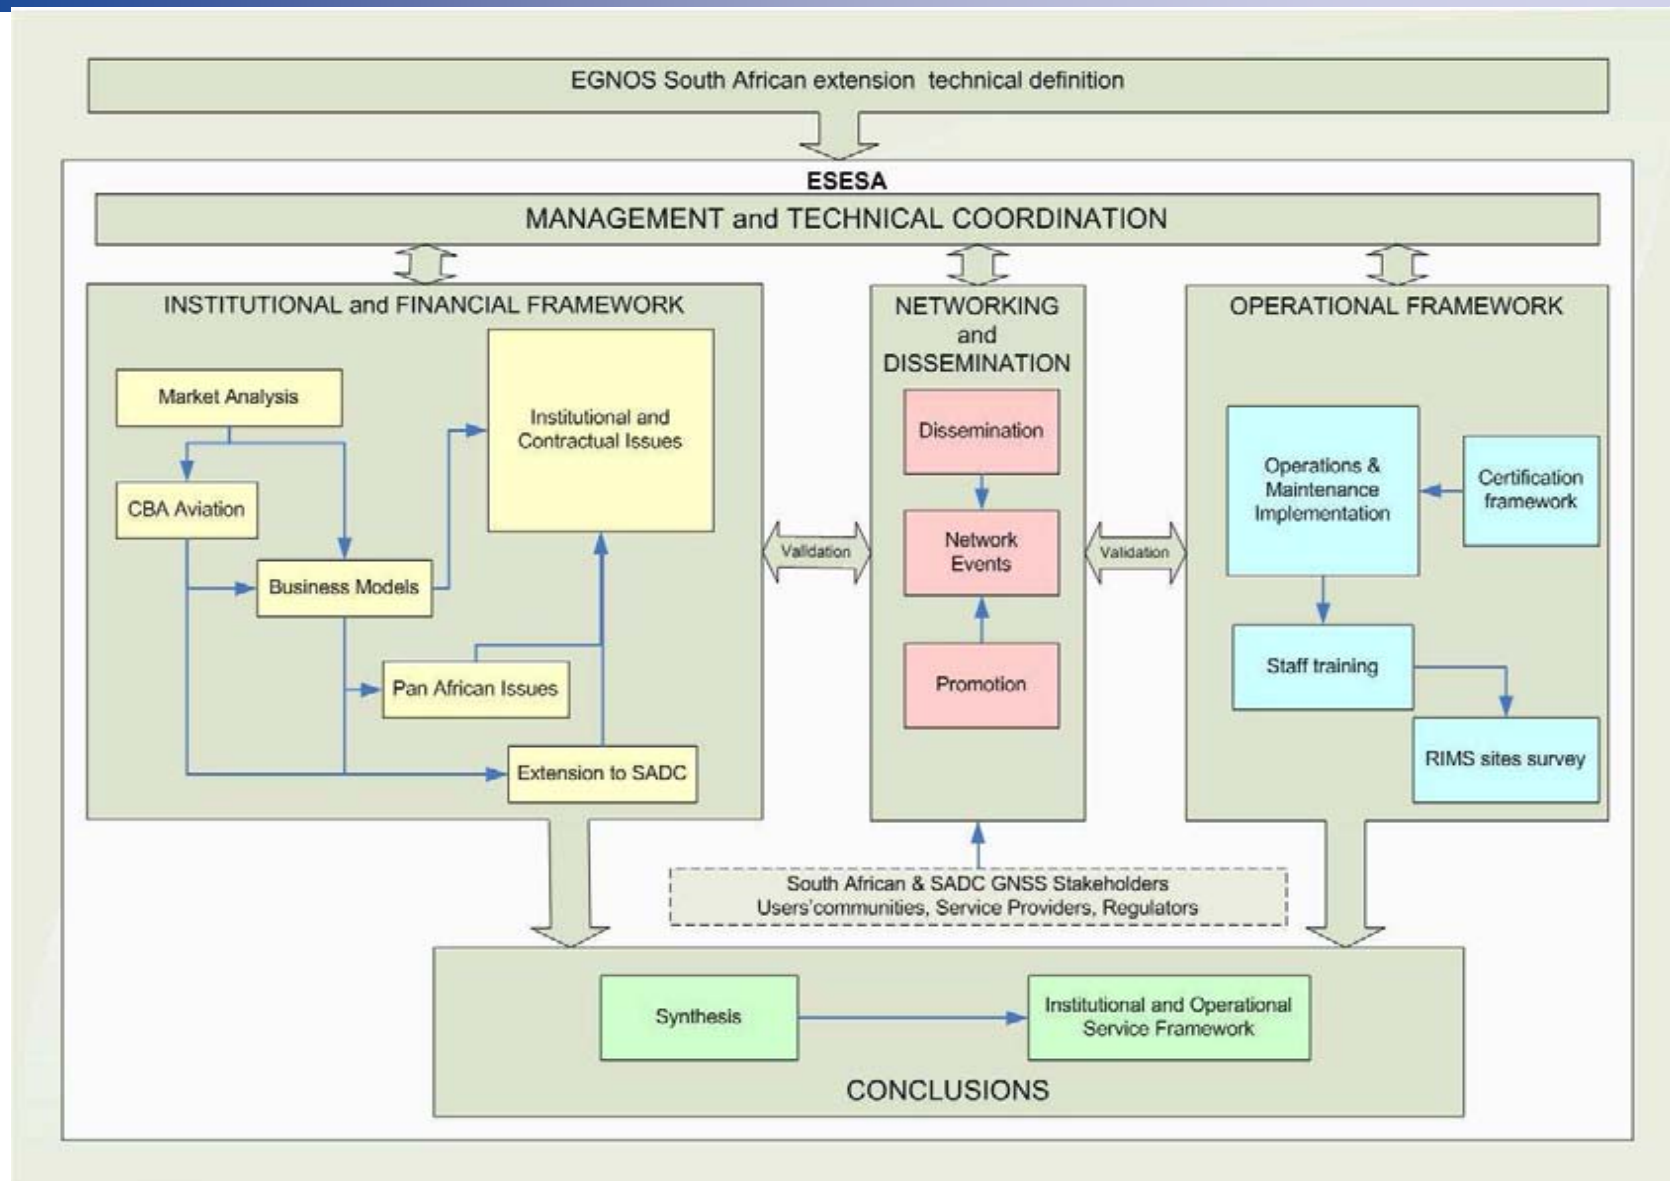 EGNOS South African extension technical definition
ESESA
MANAGEMENT and TECHNICAL COORDINATION
INSTITUTIONAL and FINANCIAL FRAMEWORK
Market Analysis
CBA Aviation
Business Models
Institutional and
Contractual Issues
Pan African Issues
Extension to SADC
Validation
NETWORKING
and
DISSEMINATION
Dissemination
Network
Events
Promotion
Validation
OPERATIONAL FRAMEWORK
Operations &
Maintenance
Implementation
Certification
framework
Staff training
RIMS sites survey
South African & SADC GNSS Stakeholders
Users'communities, Service Providers, Regulators
Synthesis
Institutional and Operational
Service Framework
CONCLUSIONS